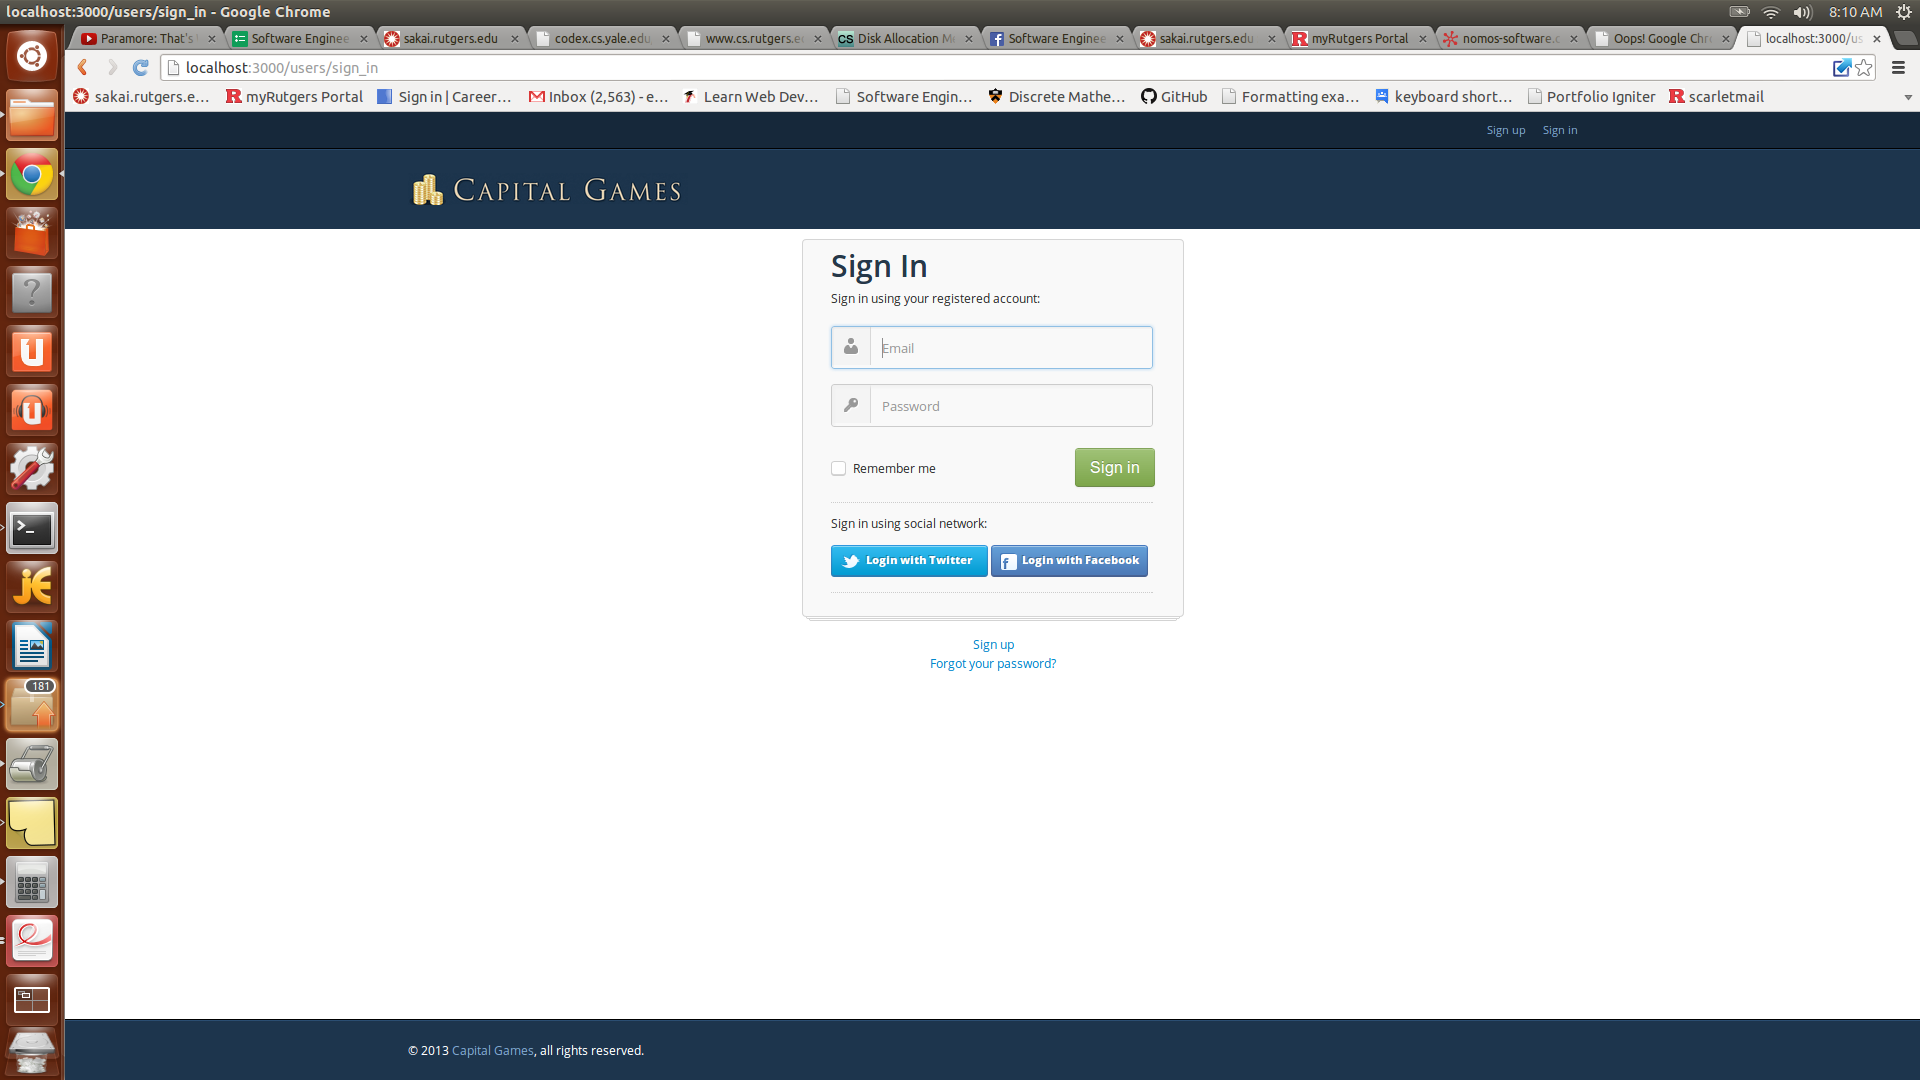 localhost:3000/users/sign_in - Google Chrome
8:10 AM
Paramore: That's
Software Enginee
sakai.rutgers.edu
codex.cs.yale.edu
www.cs.rutgers.e
CS Disk Allocation M
Software Enginee
sakai.rutgers.edu
myRutgers Portal
nomos-software.c
Oops! Google Chr
localhost:3000/us
localhost:3000/users/sign_in
sakai.rutgers.e...
myRutgers Portal
Sign in | Career...
Inbox (2,563) - e...
Learn Web Dev...
Software Engin...
Discrete Mathe...
GitHub
Formatting exa...
keyboard short...
Portfolio Igniter
scarletmail
Sign up
Sign in
CAPITAL GAMES
Sign In
Sign in using your registered account:
Email
Password
Remember me
Sign in
Sign in using social network:
Login with Twitter
Login with Facebook
Sign up
Forgot your password?
181
© 2013 Capital Games, all rights reserved.